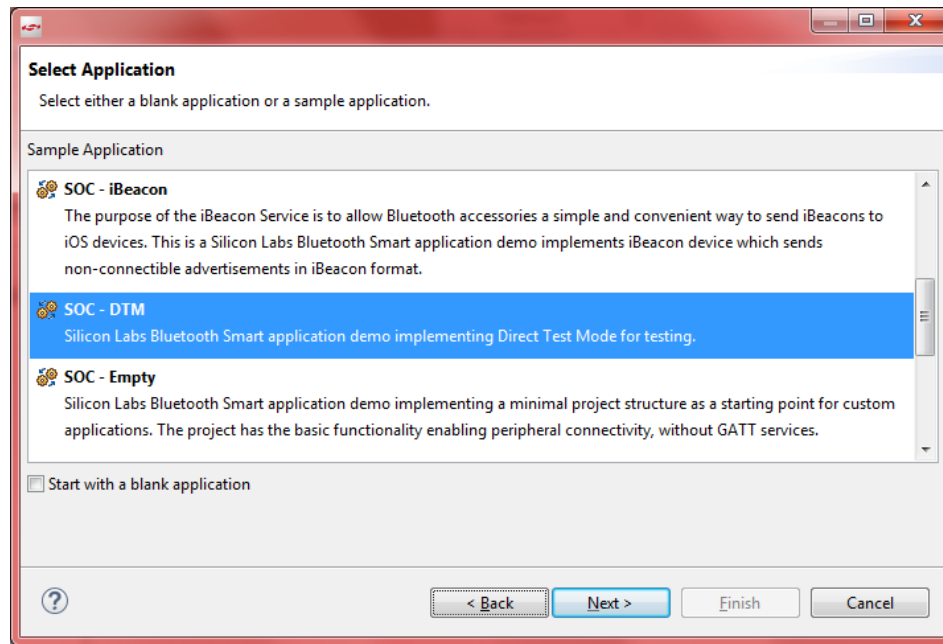 Select Application
Select either a blank application or a sample application.
Sample Application
SOC - iBeacon
The purpose of the iBeacon Service is to allow Bluetooth accessories a simple and convenient way to send iBeacons to
iOS devices. This is a Silicon Labs Bluetooth Smart application demo implements iBeacon device which sends
non-connectible advertisements in iBeacon format.
SOC - DTM
Silicon Labs Bluetooth Smart application demo implementing Direct Test Mode for testing.
SOC - Empty
Silicon Labs Bluetooth Smart application demo implementing a minimal project structure as a starting point for custom
applications. The project has the basic functionality enabling peripheral connectivity, without GATT services.
Start with a blank application
? < Back Next > Finish Cancel